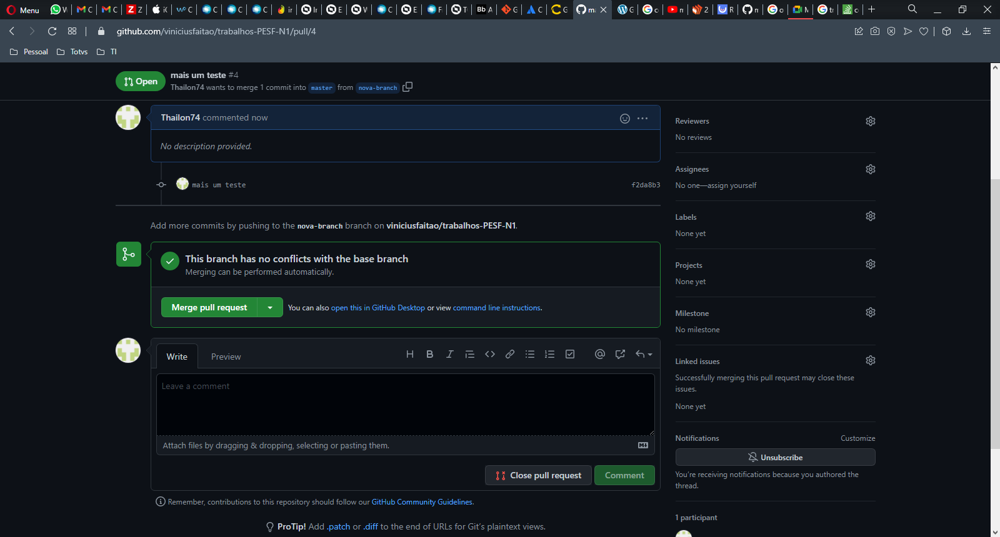 Menu
github.com/viniciusfaitao/trabalhos-PESF-N1/pull/4
Pessoal Totvs TI
Open
mais um teste #4
Thailon74 wants to merge 1 commit into master from nova-branch
Thailon74 commented now
No description provided.
mais um teste f2da8b3
Add more commits by pushing to the nova-branch branch on viniciusfaitao/trabalhos-PESF-N1.
This branch has no conflicts with the base branch
Merging can be performed automatically.
Merge pull request You can also open this in GitHub Desktop or view command line instructions.
Write Preview
Leave a comment
Attach files by dragging & dropping, selecting or pasting them.
Close pull request Comment
Remember, contributions to this repository should follow our GitHub Community Guidelines.
ProTip! Add .patch or .diff to the end of URLs for Git's plaintext views.
Reviewers
No reviews
Assignees
No one—assign yourself
Labels
None yet
Projects
None yet
Milestone
No milestone
Linked issues
Successfully merging this pull request may close these
issues.
None yet
Notifications Customize
Unsubscribe
You're receiving notifications because you authored the
thread.
1 participant